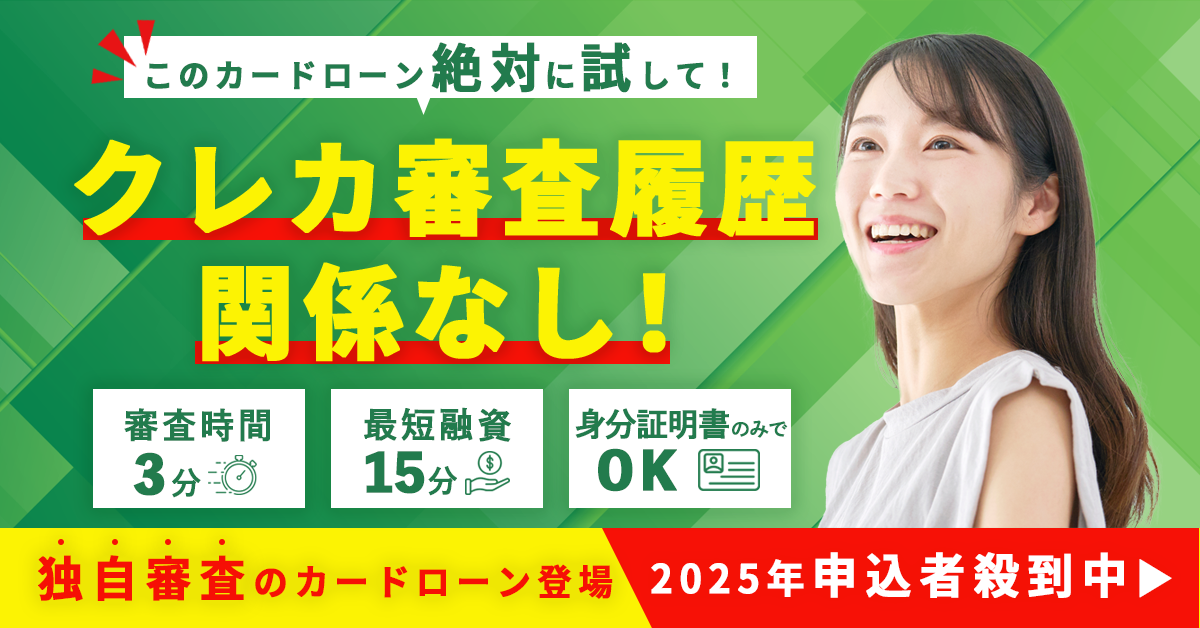 このカードローン絶対に試して！
クレカ審査履歴
関係なし！
審査時間
3分
最短融資
15分
身分証明書のみで
OK
独自審査のカードローン登場
2025年申込者殺到中▶